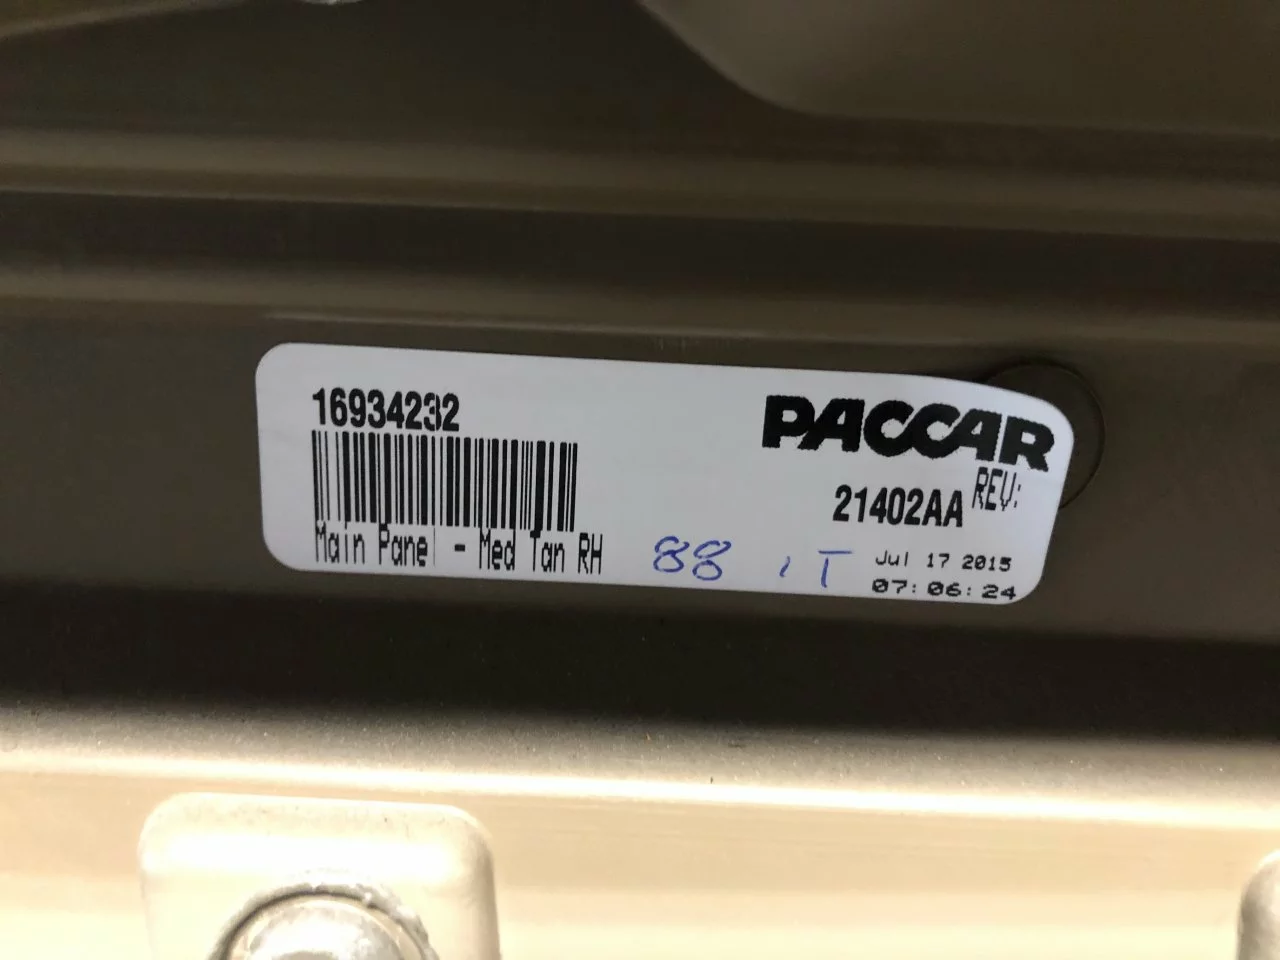 16934232
PACCAR
21402AA REV:
Main Panel - Med Tan RH
88 , T
Jul 17 2015
07:06:24